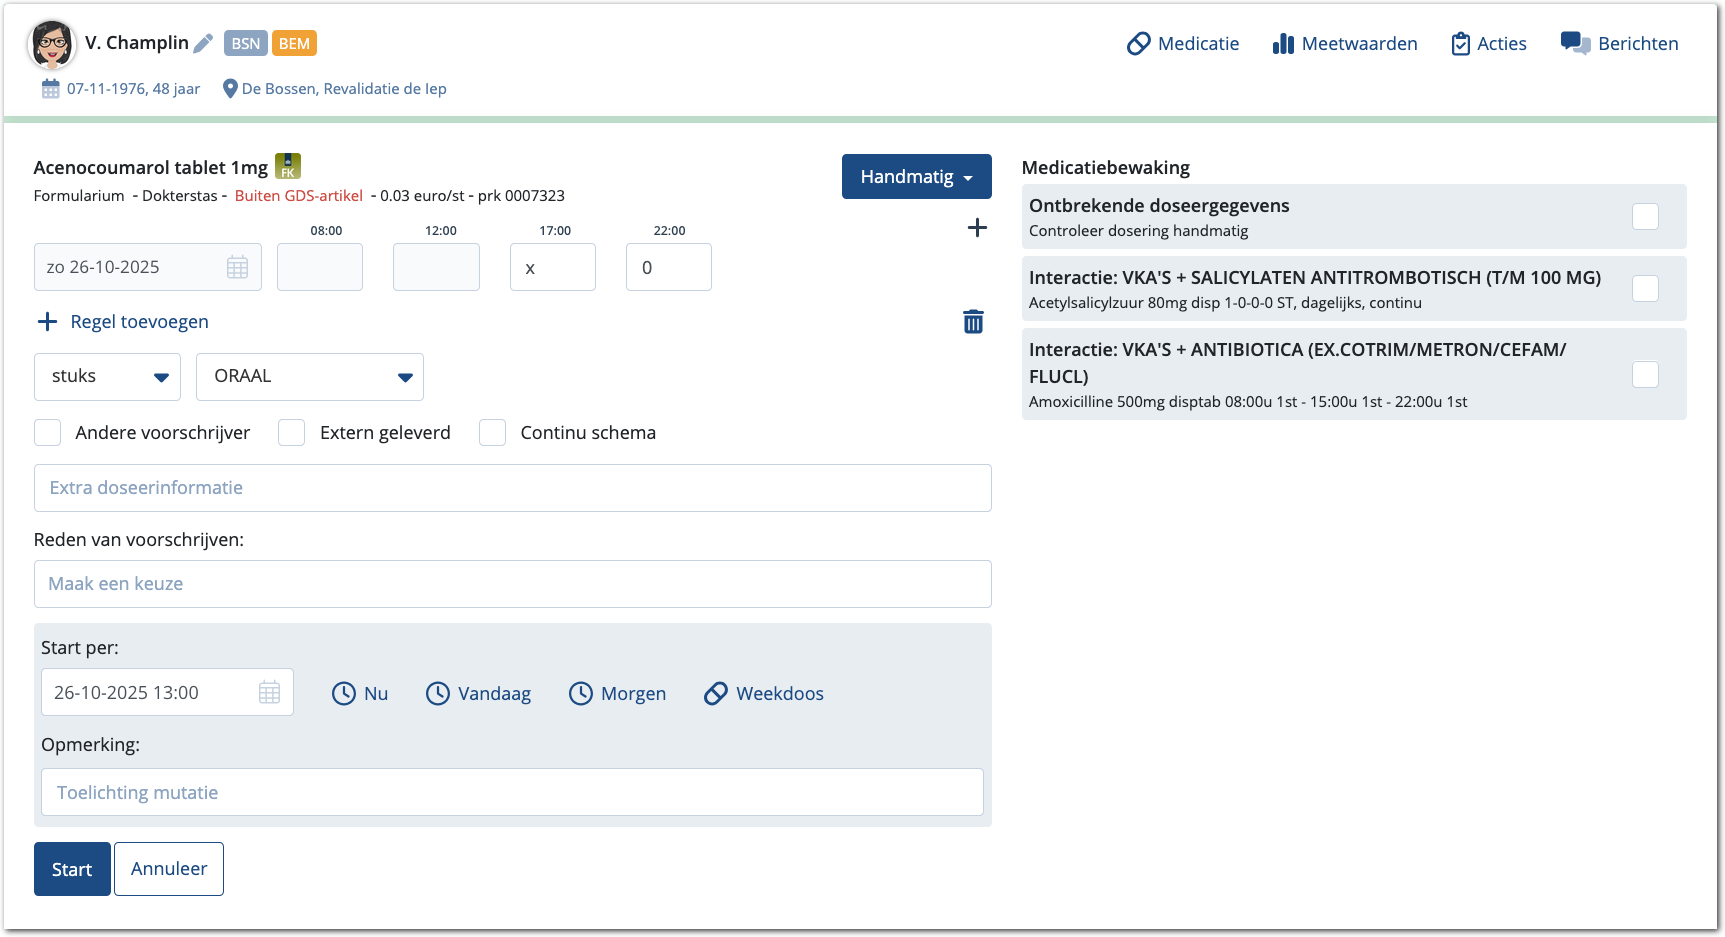 V. Champlin BSN BEM
Medicatie Meetwaarden Acties Berichten
07-11-1976, 48 jaar De Bossen, Revalidatie de Iep
Acenocoumarol tablet 1mg FK
Formularium - Dokterstas - Buiten GDS-artikel - 0.03 euro/st - prk 0007323
Handmatig
08:00 12:00 17:00 22:00
zo 26-10-2025 x 0
Regel toevoegen
stuks ORAAL
Andere voorschrijver Extern geleverd Continu schema
Extra doseerinformatie
Reden van voorschrijven:
Maak een keuze
Start per:
26-10-2025 13:00 Nu Vandaag Morgen Weekdoos
Opmerking:
Toelichting mutatie
Start Annuleer
Medicatiebewaking
Ontbrekende doseergegevens
Controleer dosering handmatig
Interactie: VKA'S + SALICYLATEN ANTITROMBOTISCH (T/M 100 MG)
Acetylsalicylzuur 80mg disp 1-0-0-0 ST, dagelijks, continu
Interactie: VKA'S + ANTIBIOTICA (EX.COTRIM/METRON/CEFAM/
FLUCL)
Amoxicilline 500mg disptab 08:00u 1st - 15:00u 1st - 22:00u 1st